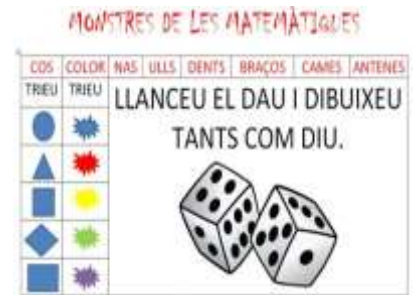 MONSTRES DE LES MATEMÀTIQUES
COS COLOR NAS ULLS DENTS BRAÇOS CAMES ANTENES
TRIEU TRIEU
LLANCEU EL DAU I DIBUIXEU
TANTS COM DIU.